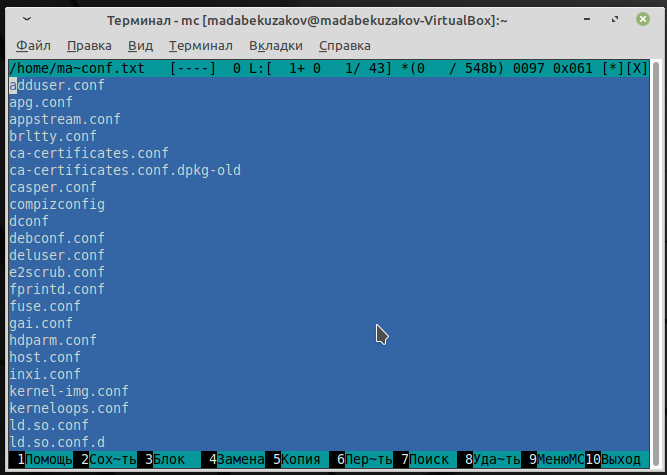 Терминал - mc [madabekuzakov@madabekuzakov-VirtualBox]:~
Файл Правка Вид Терминал Вкладки Справка
/home/ma~conf.txt   [----]  0 L:[  1+ 0   1/ 43] *(0   / 548b) 0097 0x061 [*][X]
adduser.conf
apg.conf
appstream.conf
brltty.conf
ca-certificates.conf
ca-certificates.conf.dpkg-old
casper.conf
compizconfig
dconf
debconf.conf
deluser.conf
e2scrub.conf
fprintd.conf
fuse.conf
gai.conf
hdparm.conf
host.conf
inxi.conf
kernel-img.conf
kerneloops.conf
ld.so.conf
ld.so.conf.d
1Помощь 2Сох~ть 3Блок 4Замена 5Копия 6Пер~ть 7Поиск 8Уда~ть 9МенюМС 10Выход